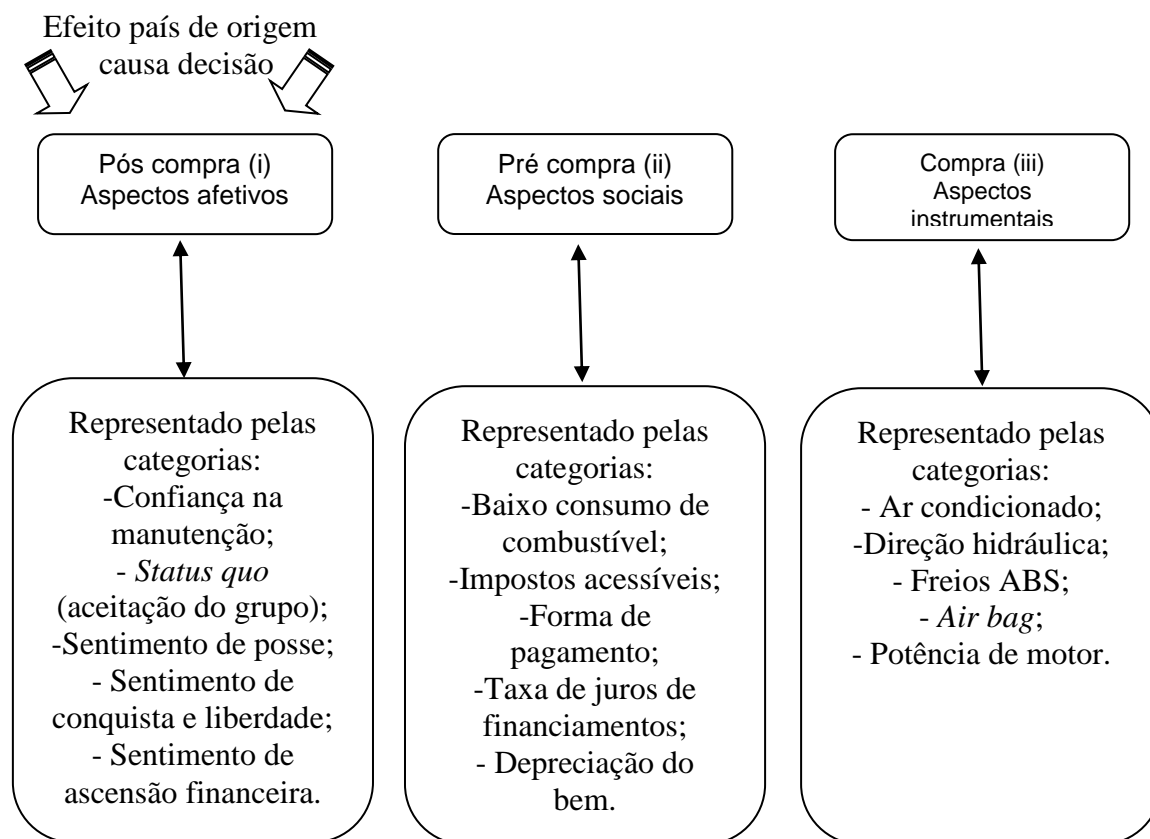 Efeito país de origem
causa decisão
Pós compra (i)
Aspectos afetivos
Pré compra (ii)
Aspectos sociais
Compra (iii)
Aspectos
instrumentais
Representado pelas
categorias:
-Confiança na
manutenção;
- Status quo
(aceitação do grupo);
-Sentimento de posse;
- Sentimento de
conquista e liberdade;
- Sentimento de
ascensão financeira.
Representado pelas
categorias:
-Baixo consumo de
combustível;
-Impostos acessíveis;
-Forma de
pagamento;
-Taxa de juros de
financiamentos;
- Depreciação do
bem.
Representado pelas
categorias:
- Ar condicionado;
-Direção hidráulica;
- Freios ABS;
- Air bag;
- Potência de motor.